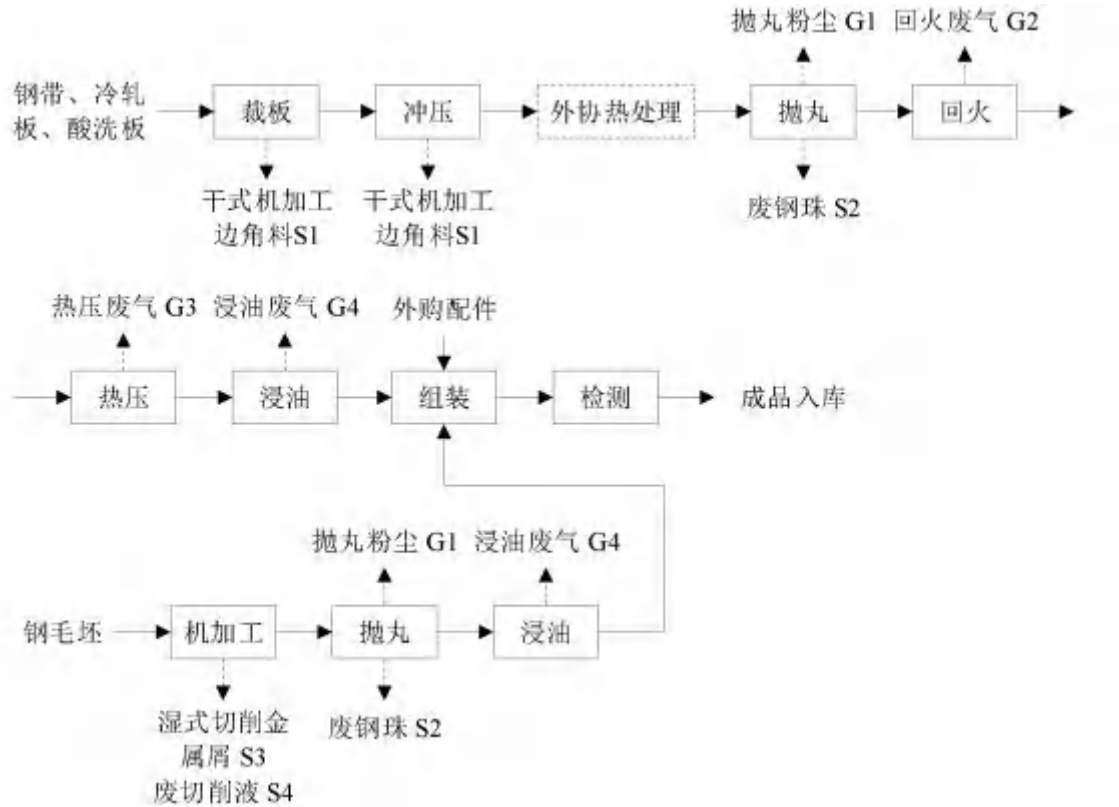 抛丸粉尘 G1 回火废气 G2
钢带、冷轧
板、酸洗板
裁板
冲压
外协热处理
抛丸
回火
干式机加工
边角料S1
干式机加工
边角料S1
废钢珠 S2
热压废气 G3 浸油废气 G4
外购配件
热压
浸油
组装
检测
成品入库
抛丸粉尘 G1 浸油废气 G4
钢毛坯
机加工
抛丸
浸油
湿式切削金
属屑 S3
废切削液 S4
废钢珠 S2